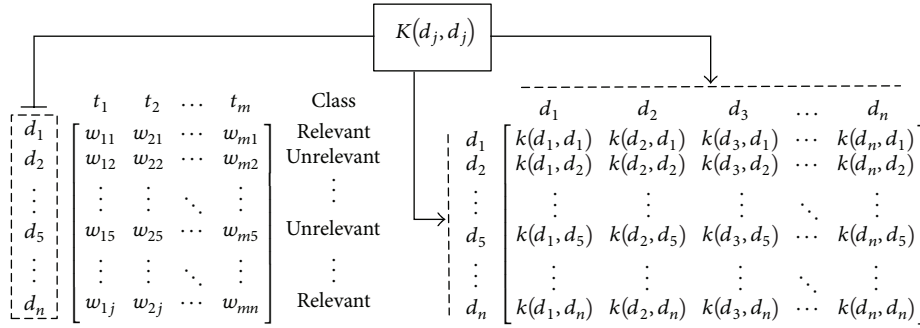 K(d_j, d_j)
t_1 t_2 ⋯ t_m Class
d_1 w_11 w_21 ⋯ w_m1 Relevant
d_2 w_12 w_22 ⋯ w_m2 Unrelevant
⋮ ⋮ ⋮ ⋱ ⋮ ⋮
d_5 w_15 w_25 ⋯ w_m5 Unrelevant
⋮ ⋮ ⋮ ⋱ ⋮ ⋮
d_n w_1j w_2j ⋯ w_mn Relevant
d_1 d_2 d_3 ⋯ d_n
d_1 k(d_1, d_1) k(d_2, d_1) k(d_3, d_1) ⋯ k(d_n, d_1)
d_2 k(d_1, d_2) k(d_2, d_2) k(d_3, d_2) ⋯ k(d_n, d_2)
⋮ ⋮ ⋮ ⋮ ⋱ ⋮
d_5 k(d_1, d_5) k(d_2, d_5) k(d_3, d_5) ⋯ k(d_n, d_5)
⋮ ⋮ ⋮ ⋮ ⋱ ⋮
d_n k(d_1, d_n) k(d_2, d_n) k(d_3, d_n) ⋯ k(d_n, d_n)